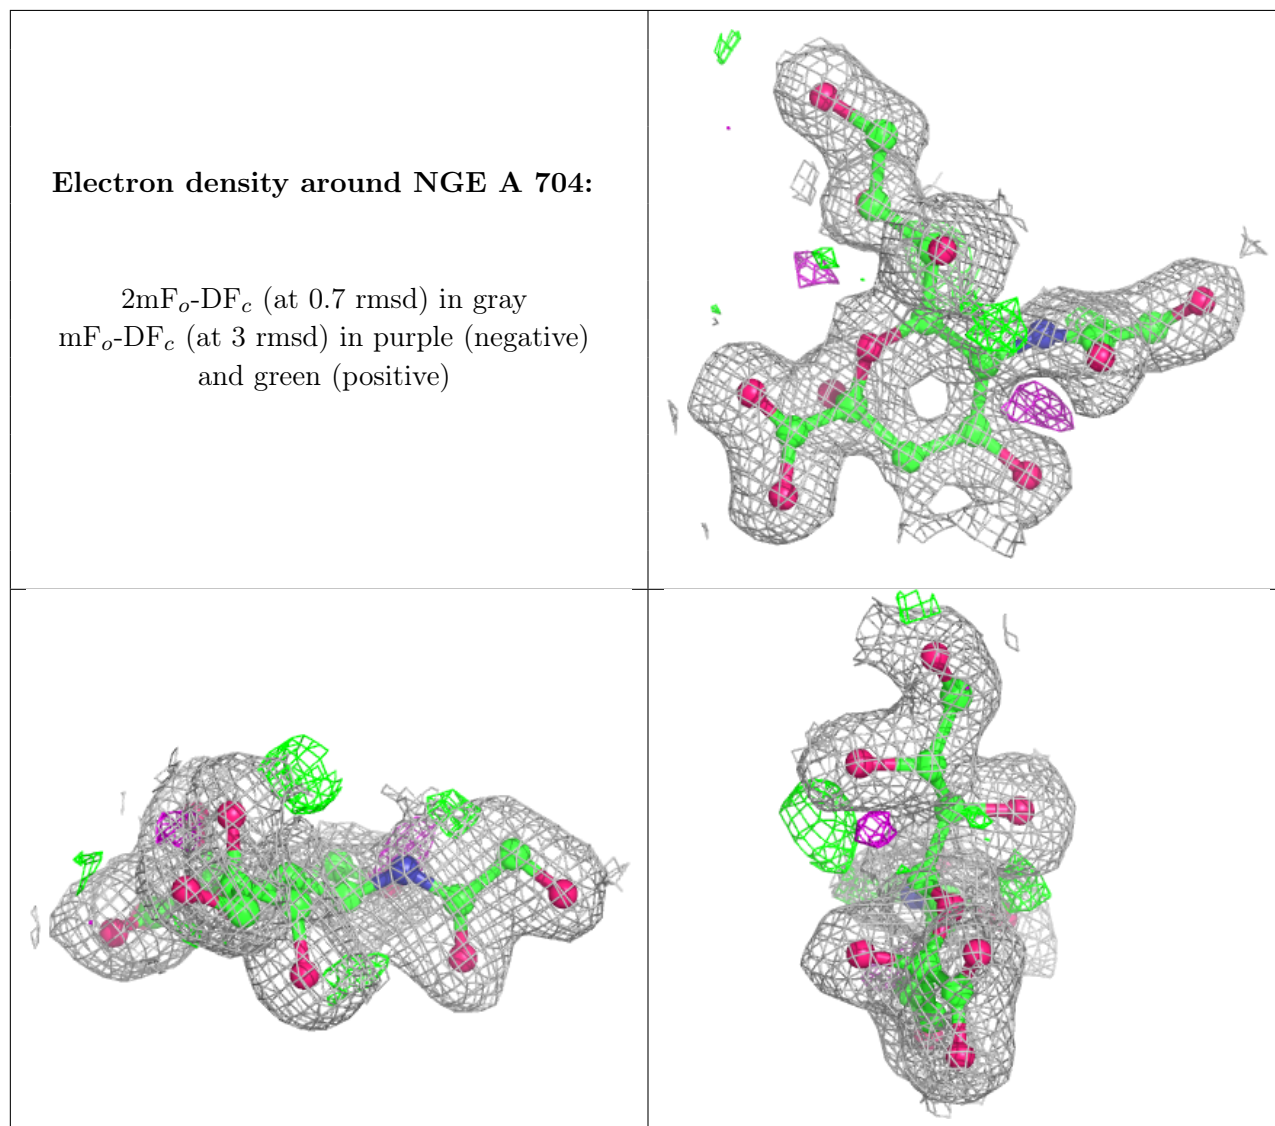 Electron density around NGE A 704:
2mFo-DFc (at 0.7 rmsd) in gray
mFo-DFc (at 3 rmsd) in purple (negative)
and green (positive)